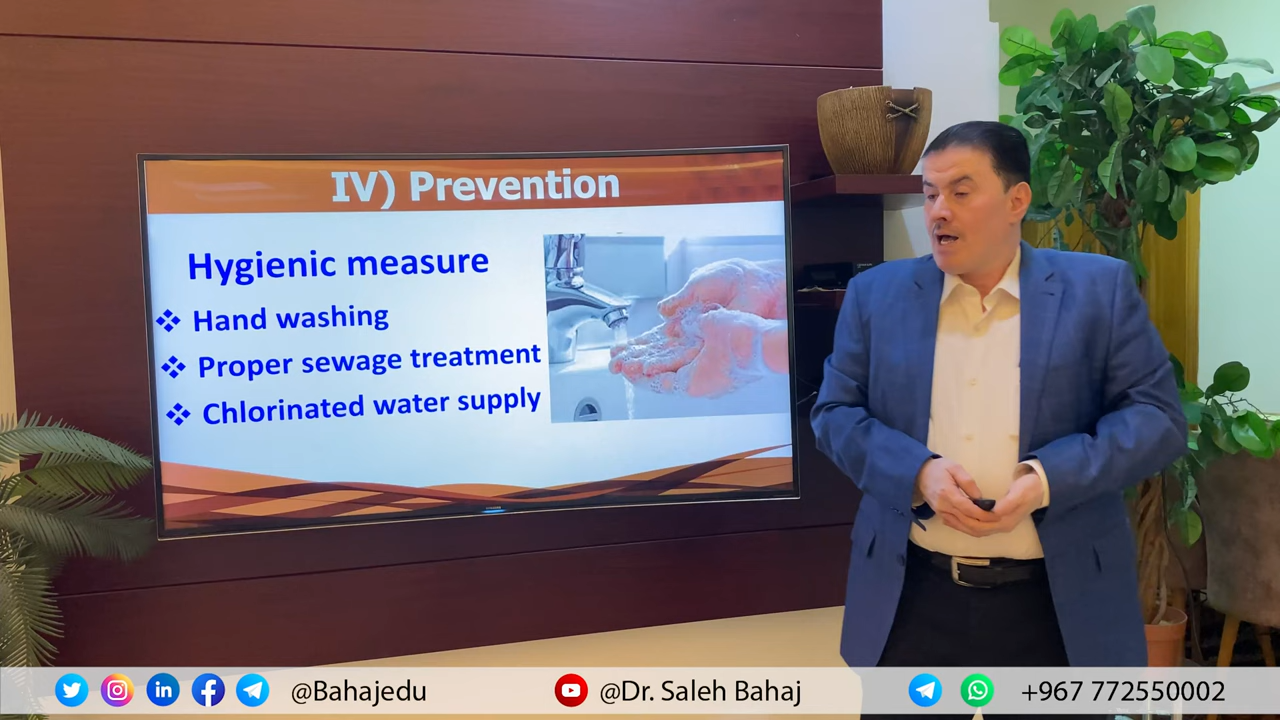 IV) Prevention
Hygienic measure
❖ Hand washing
❖ Proper sewage treatment
❖ Chlorinated water supply
@Bahajedu
@Dr. Saleh Bahaj
+967 772550002